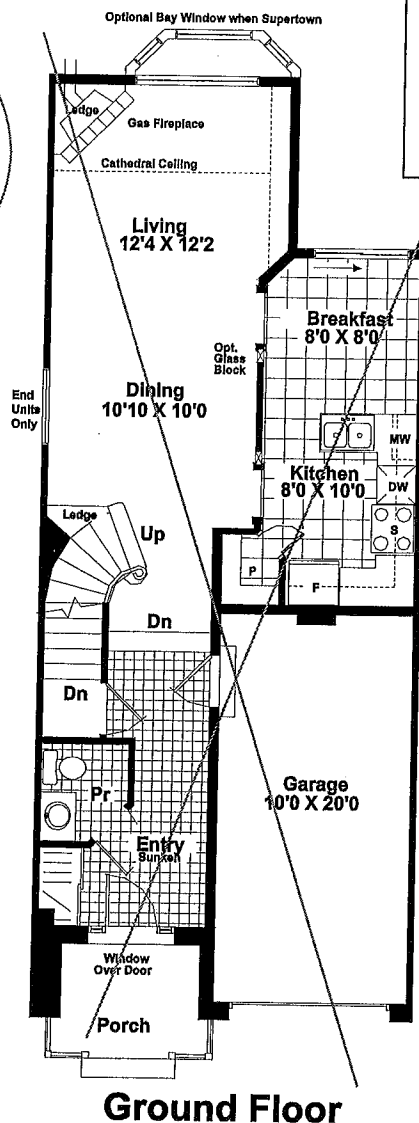 Optional Bay Window when Supertown
Ledge
Gas Fireplace
Cathedral Ceiling
Living
12'4 X 12'2
Breakfast
8'0 X 8'0
Opt.
Glass
Block
End
Units
Only
Dining
10'10 X 10'0
MW
Kitchen
8'0 X 10'0
DW
S
Ledge
Up
P
F
Dn
Dn
Garage
10'0 X 20'0
Pr
Entry
Sunken
Window
Over Door
Porch
Ground Floor